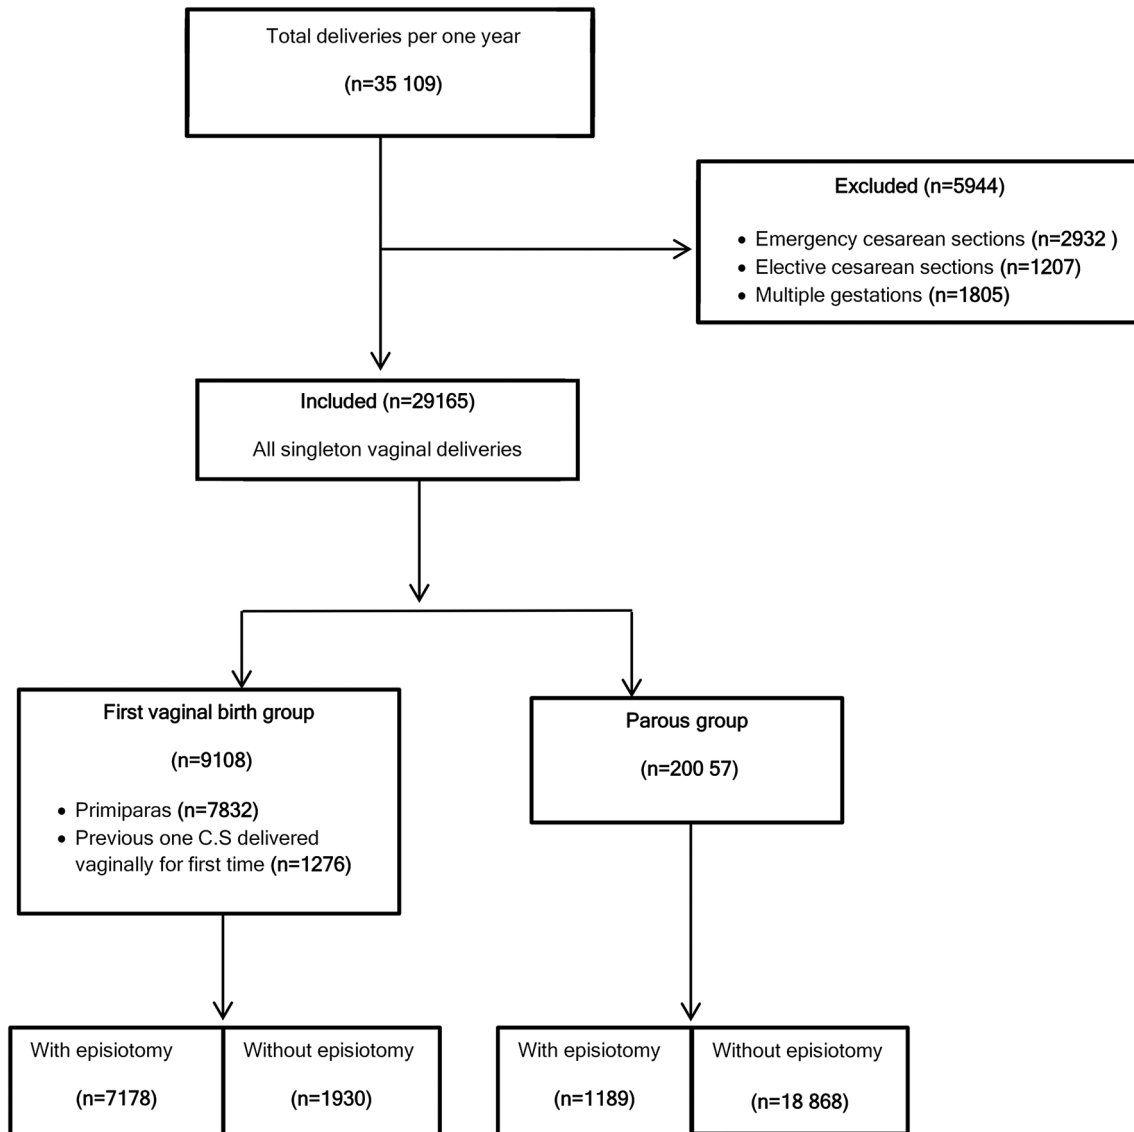 Total deliveries per one year
(n=35 109)
Excluded (n=5944)
• Emergency cesarean sections (n=2932 )
• Elective cesarean sections (n=1207)
• Multiple gestations (n=1805)
Included (n=29165)
All singleton vaginal deliveries
First vaginal birth group
(n=9108)
• Primiparas (n=7832)
• Previous one C.S delivered
vaginally for first time (n=1276)
Parous group
(n=200 57)
With episiotomy
(n=7178)
Without episiotomy
(n=1930)
With episiotomy
(n=1189)
Without episiotomy
(n=18 868)